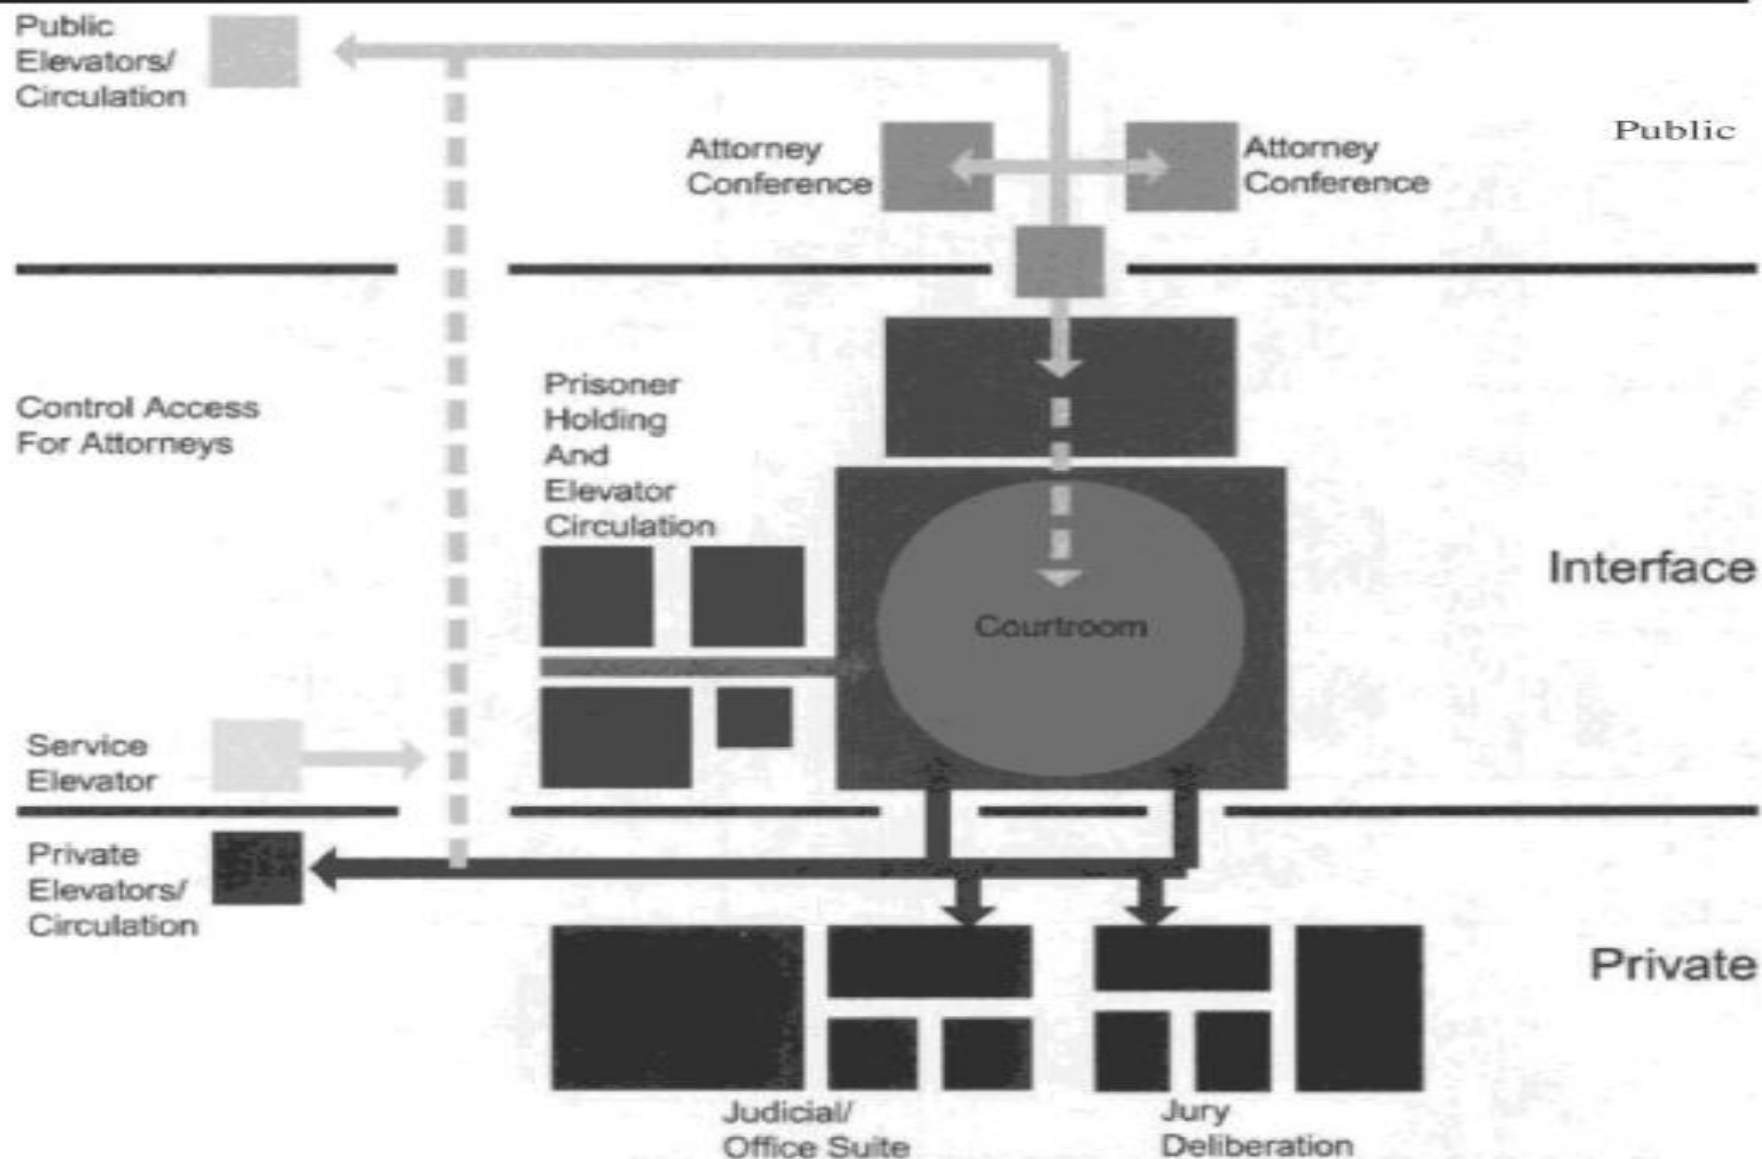 Public
Elevators/
Circulation
Attorney
Conference
Attorney
Conference
Public
Control Access
For Attorneys
Prisoner
Holding
And
Elevator
Circulation
Interface
Courtroom
Service
Elevator
Private
Elevators/
Circulation
Private
Judicial/
Office Suite
Jury
Deliberation